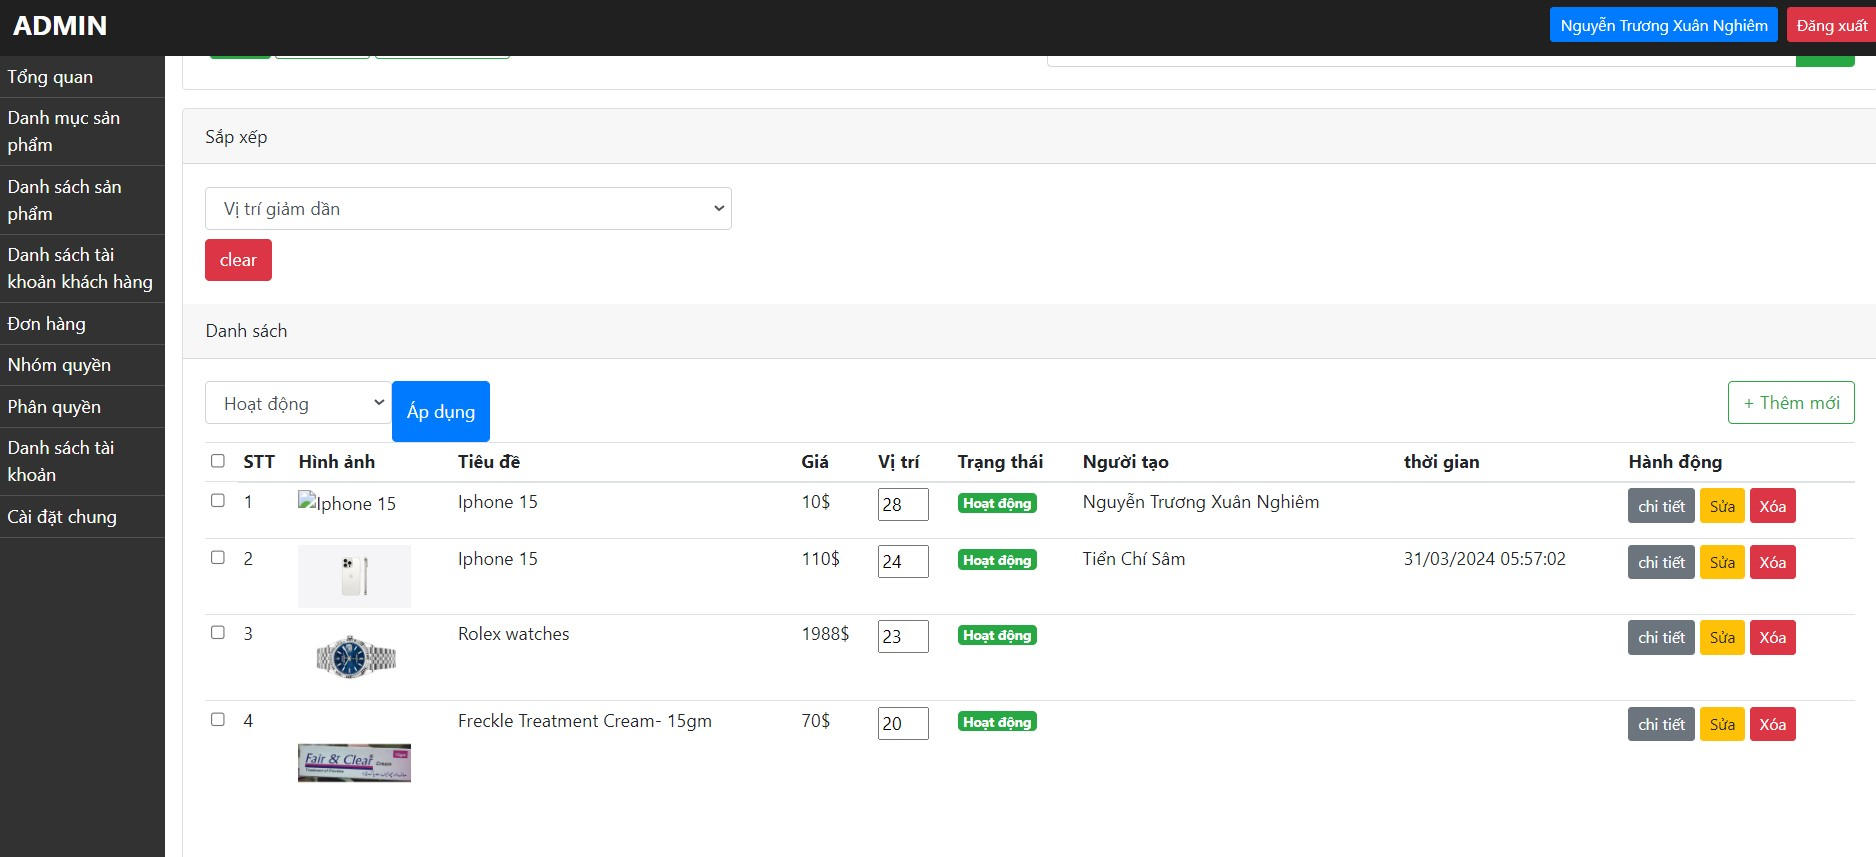 ADMIN
Nguyễn Trương Xuân Nghiêm
Đăng xuất
Tổng quan
Danh mục sản
phẩm
Danh sách sản
phẩm
Danh sách tài
khoản khách hàng
Đơn hàng
Nhóm quyền
Phân quyền
Danh sách tài
khoản
Cài đặt chung
Sắp xếp
Vị trí giảm dần
clear
Danh sách
Hoạt động
Áp dụng
+ Thêm mới
STT Hình ảnh Tiêu đề Giá Vị trí Trạng thái Người tạo thời gian Hành động
1 Iphone 15 Iphone 15 10$ 28 Hoạt động Nguyễn Trương Xuân Nghiêm chi tiết Sửa Xóa
2 Iphone 15 110$ 24 Hoạt động Tiển Chí Sâm 31/03/2024 05:57:02 chi tiết Sửa Xóa
3 Rolex watches 1988$ 23 Hoạt động chi tiết Sửa Xóa
4 Freckle Treatment Cream- 15gm 70$ 20 Hoạt động chi tiết Sửa Xóa
Fair & Clear Cream